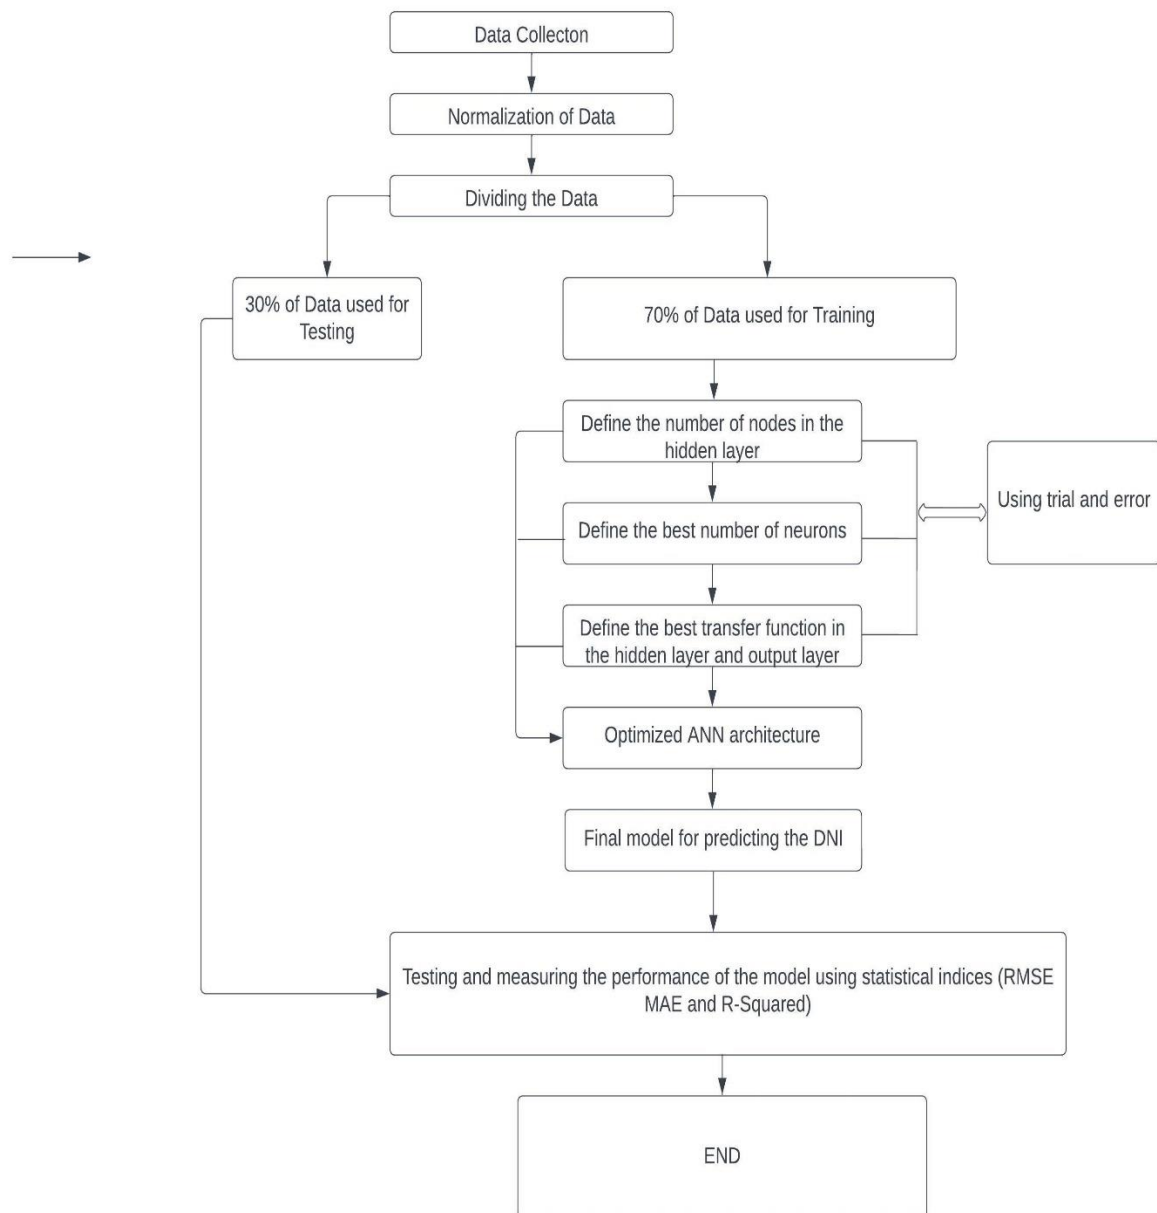 Data Collecton
Normalization of Data
Dividing the Data
30% of Data used for
Testing
70% of Data used for Training
Define the number of nodes in the
hidden layer
Using trial and error
Define the best number of neurons
Define the best transfer function in
the hidden layer and output layer
Optimized ANN architecture
Final model for predicting the DNI
Testing and measuring the performance of the model using statistical indices (RMSE
MAE and R-Squared)
END